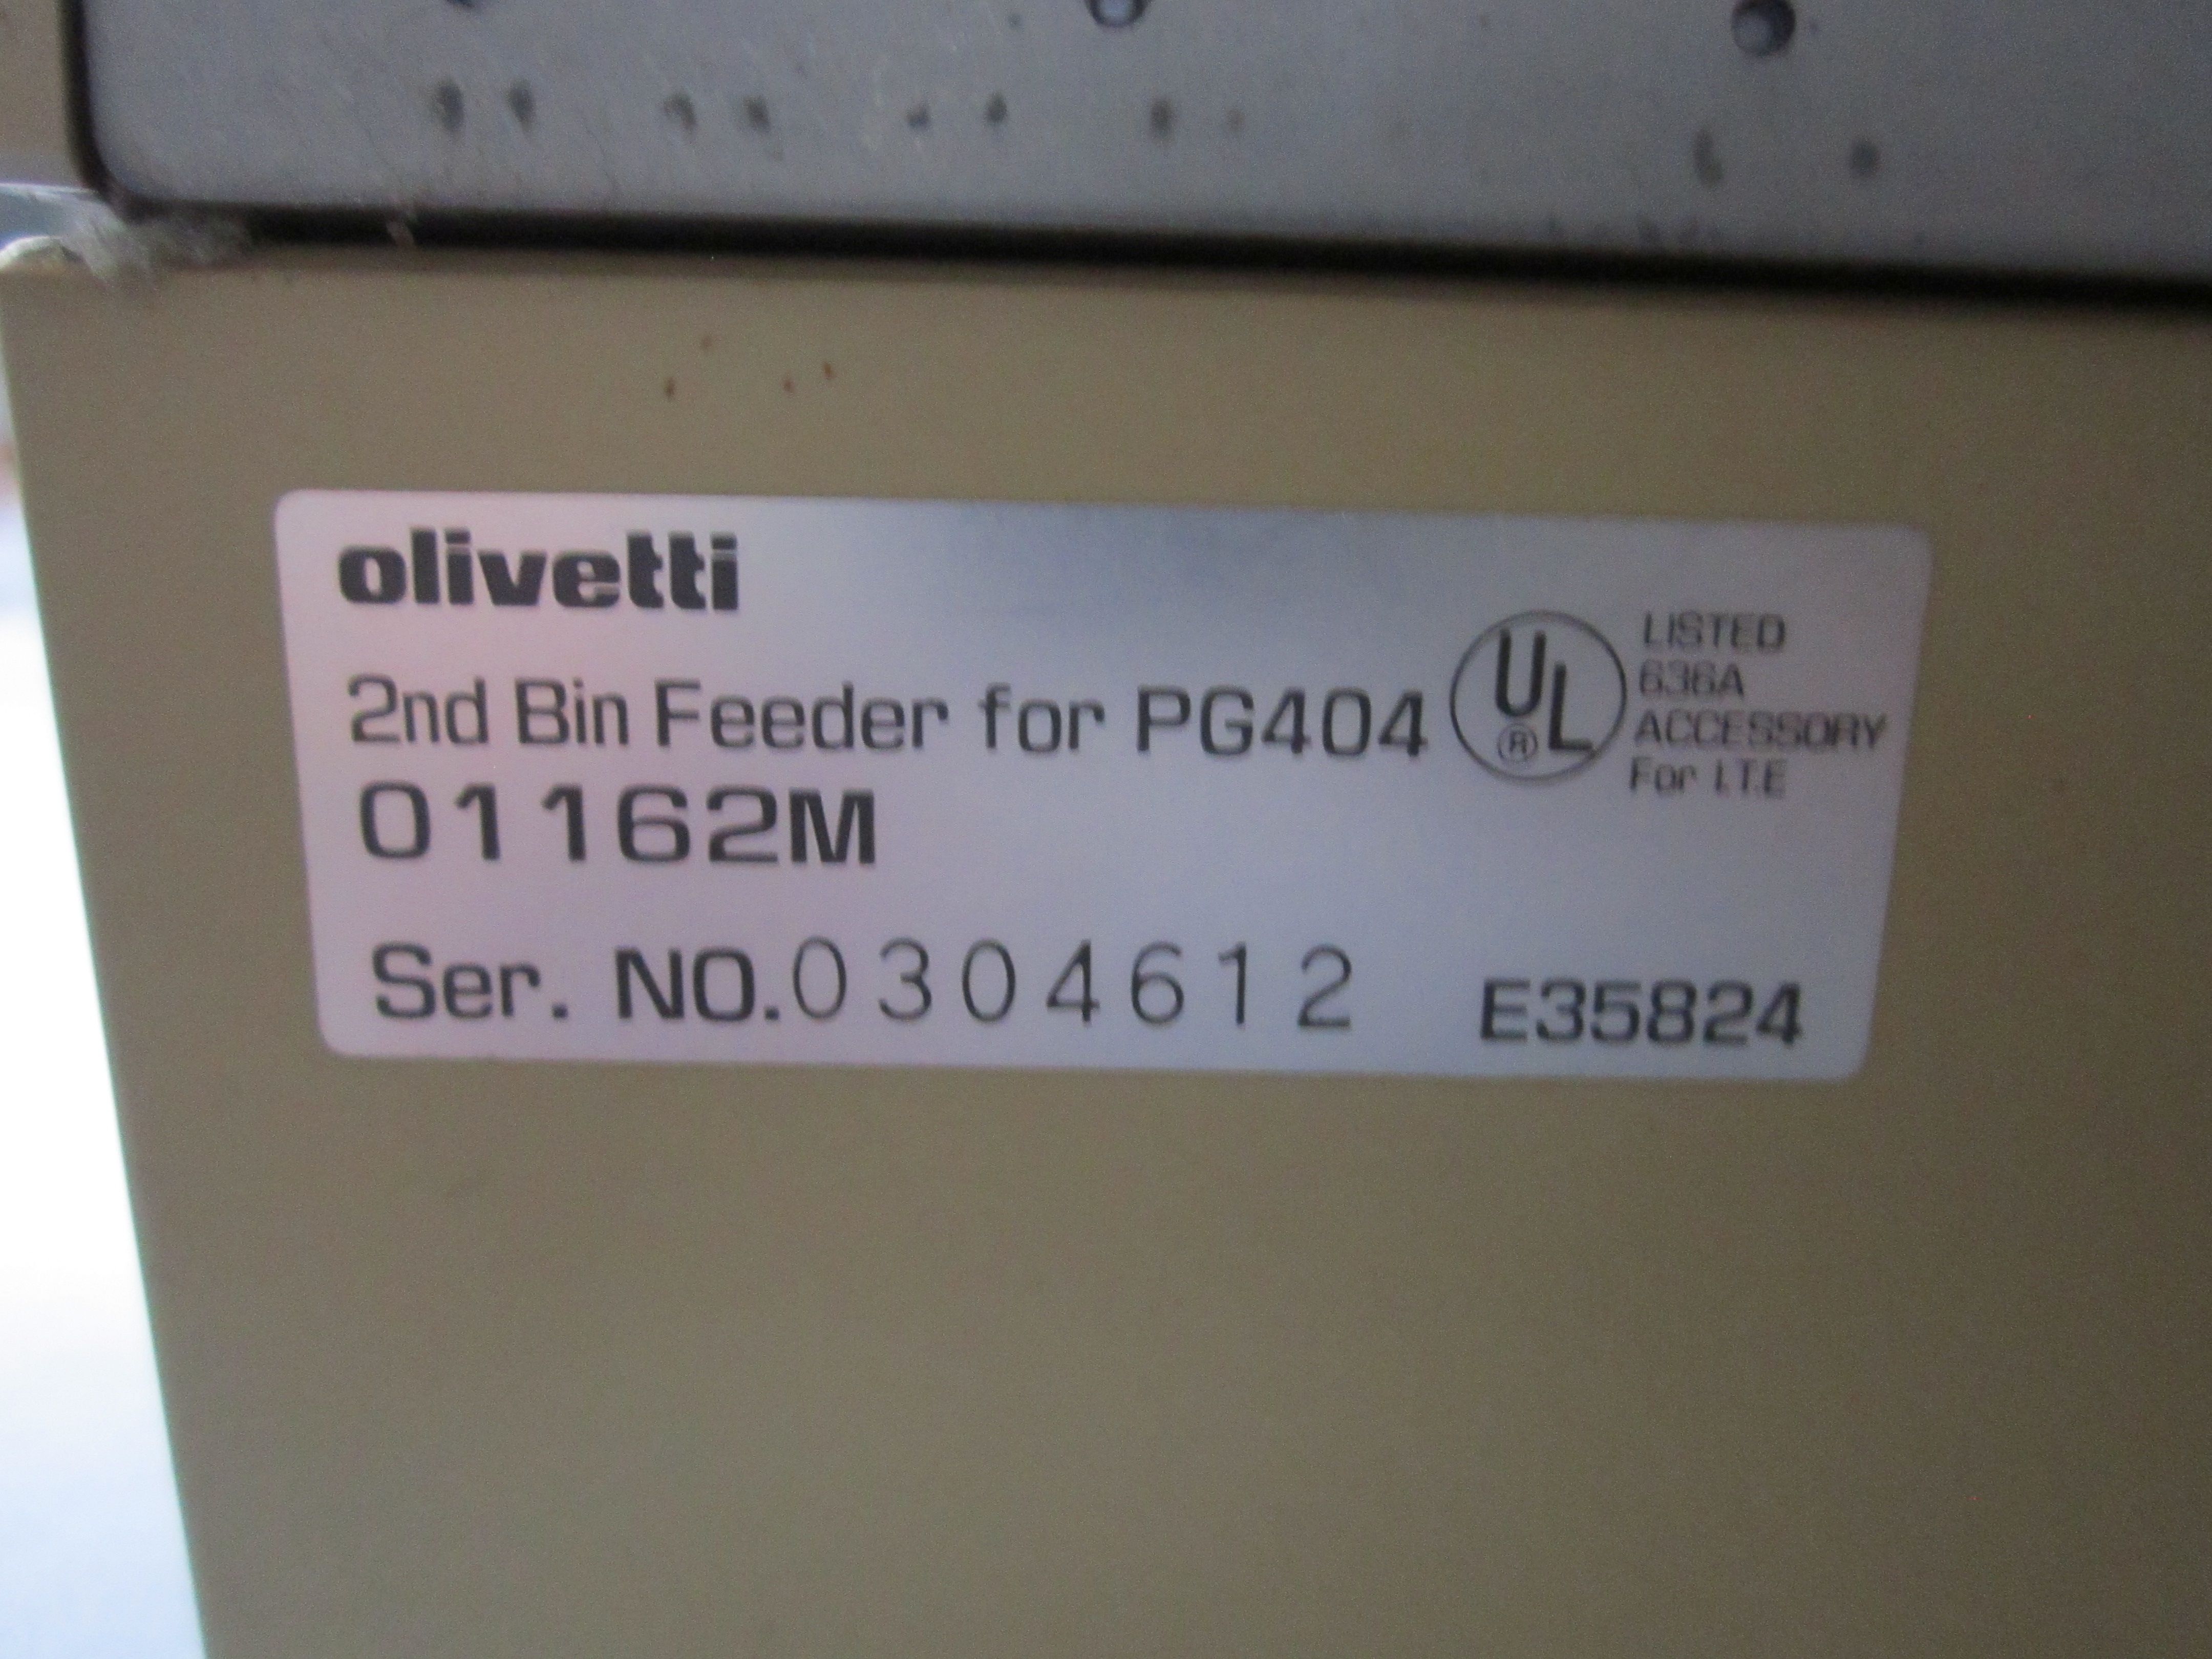 olivetti
2nd Bin Feeder for PG404
01162M
Ser. NO.0304612
E35824
UL
®
LISTED
636A
ACCESSORY
For I.T.E